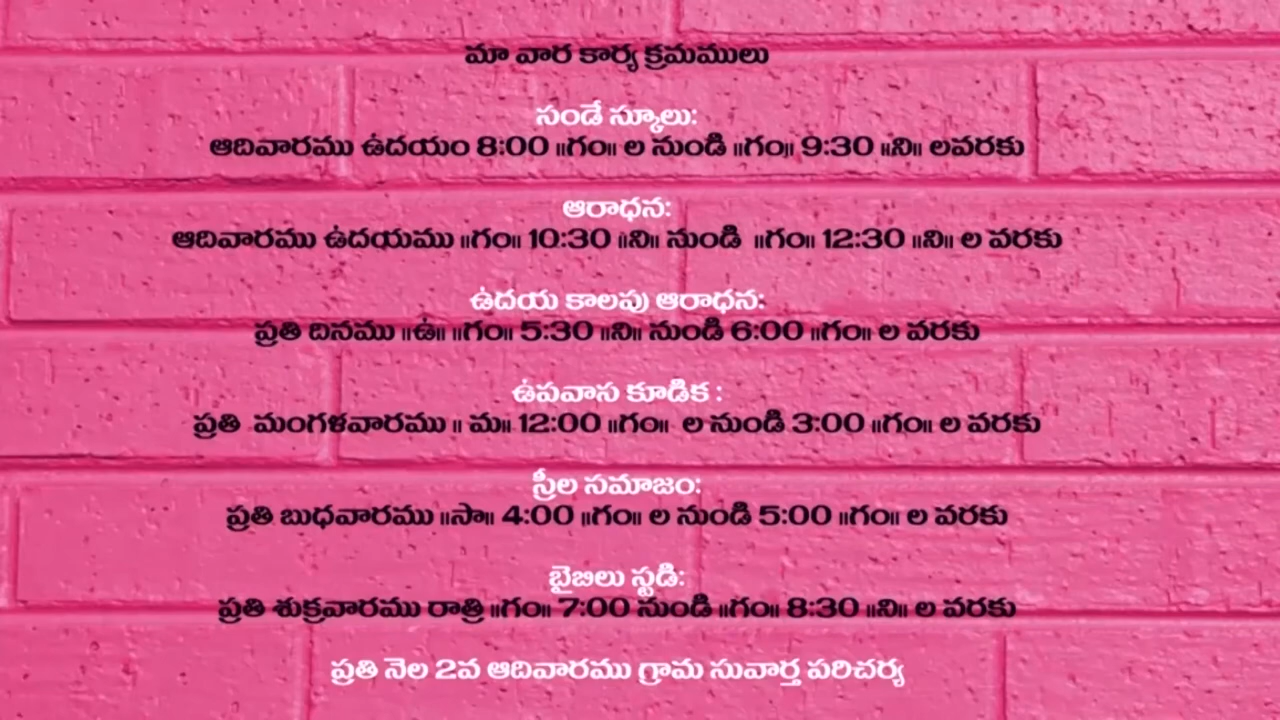 మా వార కార్య క్రమములు
సండే స్కూలు:
ఆదివారము ఉదయం 8:00 ॥గం॥ ల నుండి ॥గం॥ 9:30 ॥ని॥ లవరకు
ఆరాధన:
ఆదివారము ఉదయము ॥గం॥ 10:30 ॥ని॥ నుండి ॥గం॥ 12:30 ॥ని॥ ల వరకు
ఉదయ కాలపు ఆరాధన:
ప్రతి దినము ॥ఉ॥ ॥గం॥ 5:30 ॥ని॥ నుండి 6:00 ॥గం॥ ల వరకు
ఉపవాస కూడిక :
ప్రతి మంగళవారము ॥ మ॥ 12:00 ॥గం॥ ల నుండి 3:00 ॥గం॥ ల వరకు
స్త్రీల సమాజం:
ప్రతి బుధవారము ॥సా॥ 4:00 ॥గం॥ ల నుండి 5:00 ॥గం॥ ల వరకు
బైబిలు స్టడి:
ప్రతి శుక్రవారము రాత్రి ॥గం॥ 7:00 నుండి ॥గం॥ 8:30 ॥ని॥ ల వరకు
ప్రతి నెల 2వ ఆదివారము గ్రామ సువార్త పరిచర్య